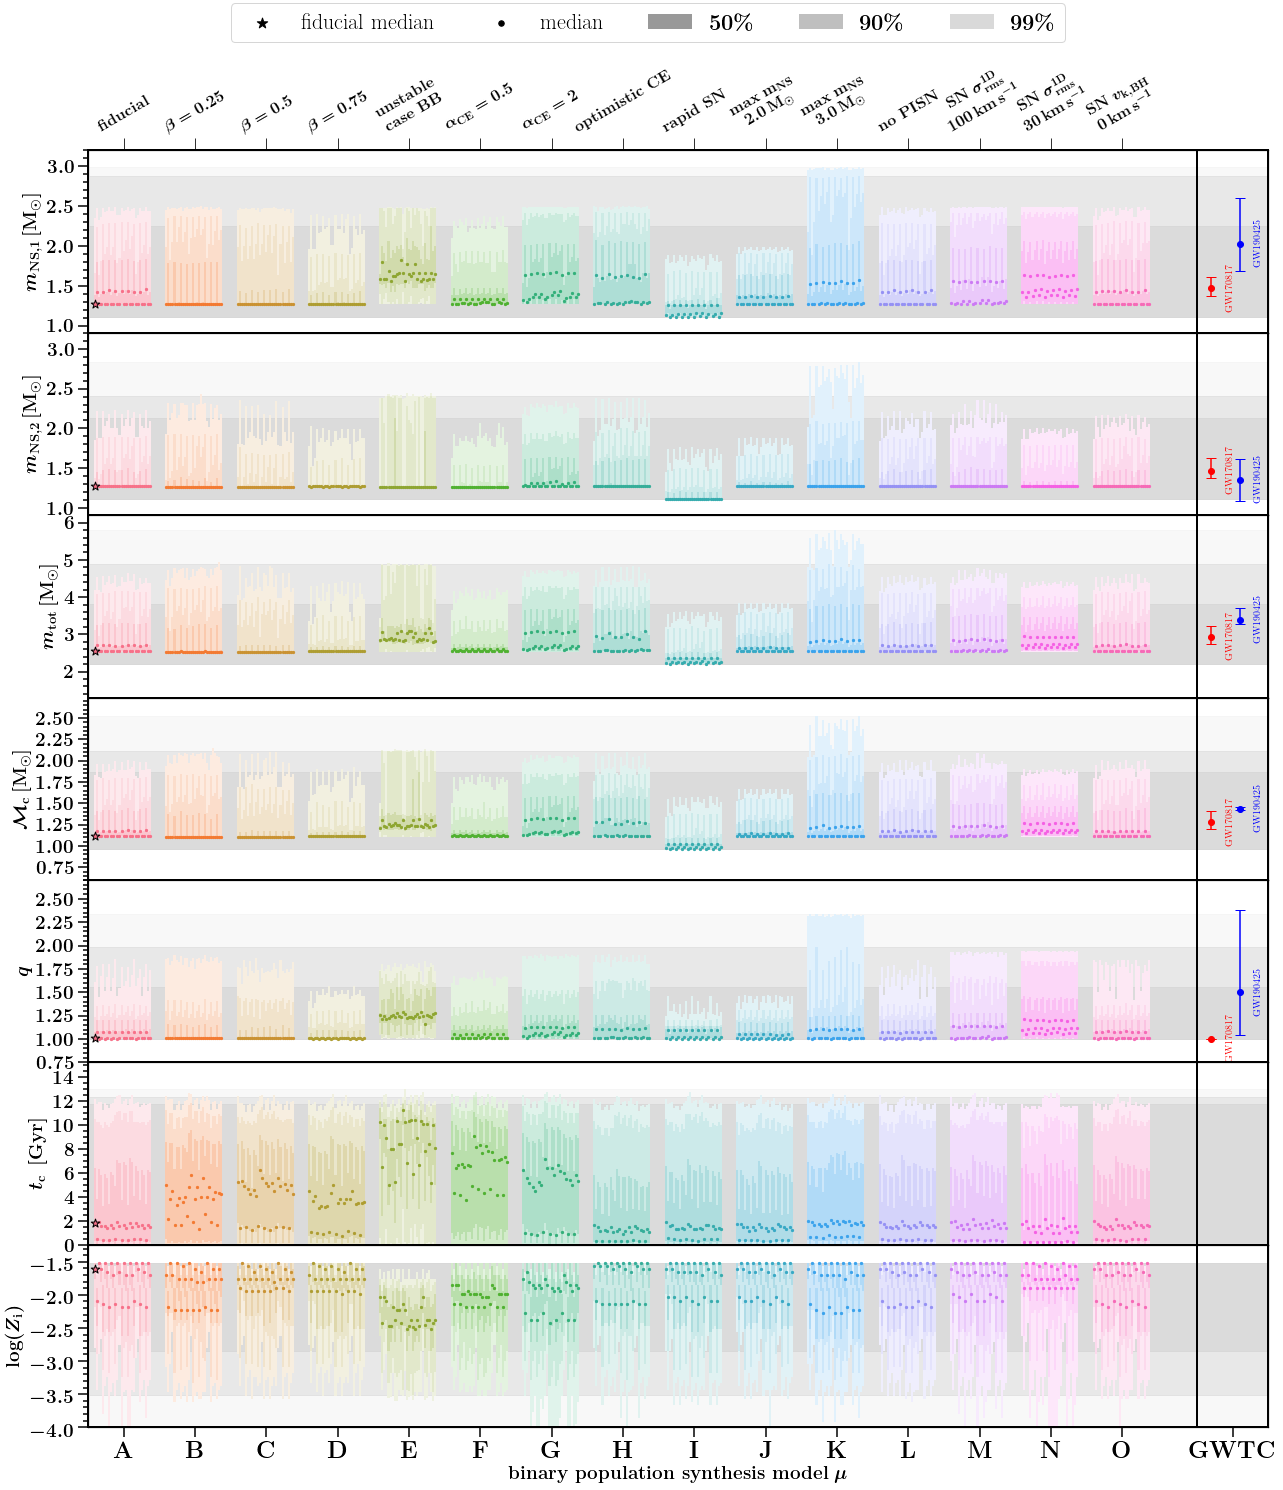 fiducial median median 50% 90% 99%
fiducial
β = 0.25
β = 0.5
β = 0.75
unstable
case BB
α_CE = 0.5
α_CE = 2
optimistic CE
rapid SN
max m_NS
2.0 M_⊙
max m_NS
3.0 M_⊙
no PISN
SN σ_rms^1D
100 km s^−1
SN σ_rms^1D
30 km s^−1
SN v_k,BH
0 km s^−1
m_NS,1 [M_⊙]
3.0
2.5
2.0
1.5
1.0
GW170817
GW190425
m_NS,2 [M_⊙]
3.0
2.5
2.0
1.5
1.0
GW170817
GW190425
m_tot [M_⊙]
6
5
4
3
2
GW170817
GW190425
ℳ_c [M_⊙]
2.50
2.25
2.00
1.75
1.50
1.25
1.00
0.75
GW170817
GW190425
q
2.50
2.25
2.00
1.75
1.50
1.25
1.00
0.75
GW170817
GW190425
t_c [Gyr]
14
12
10
8
6
4
2
0
log(Z_i)
−1.5
−2.0
−2.5
−3.0
−3.5
−4.0
A B C D E F G H I J K L M N O GWTC
binary population synthesis model μ